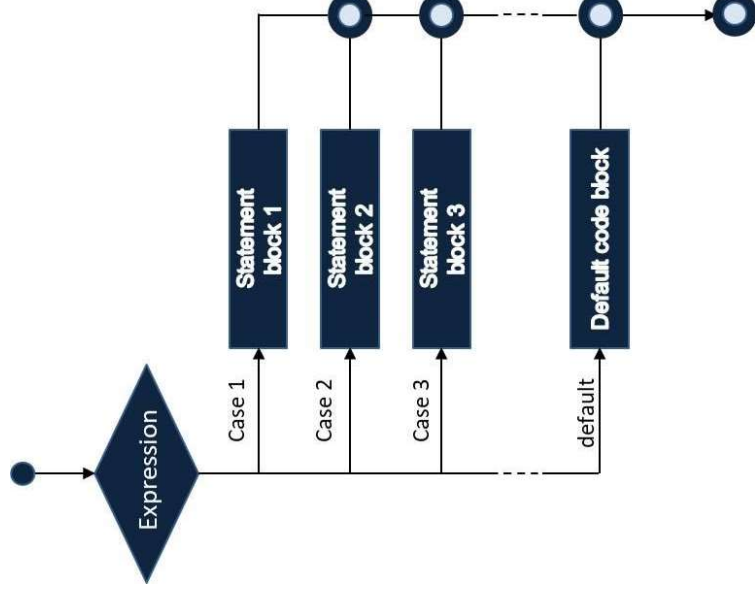 Expression
Case 1
Statement
block 1
Case 2
Statement
block 2
Case 3
Statement
block 3
default
Default code block